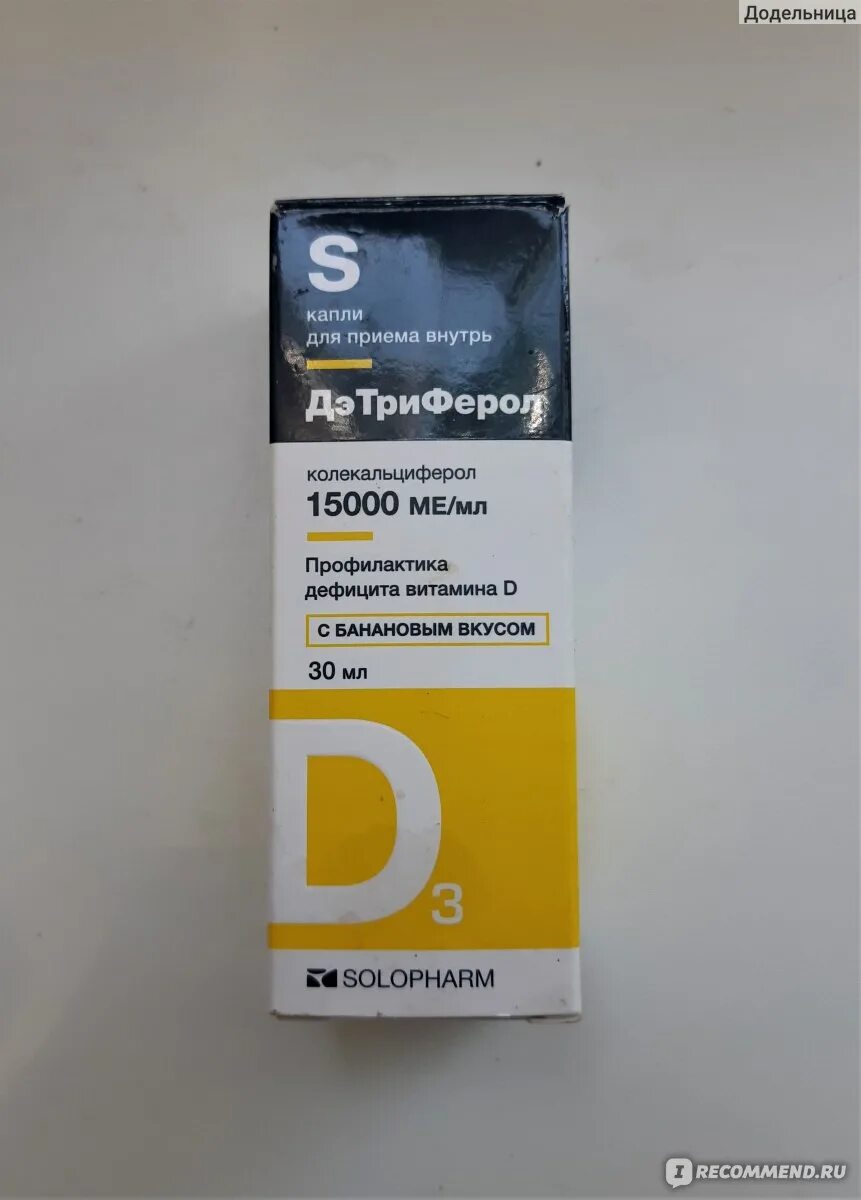 Додельница
S
капли
для приема внутрь
ДэТриФерол
колекальциферол
15000 МЕ/мл
Профилактика
дефицита витамина D
С БАНАНОВЫМ ВКУСОМ
30 мл
D3
SOLOPHARM
I RECOMMEND.RU